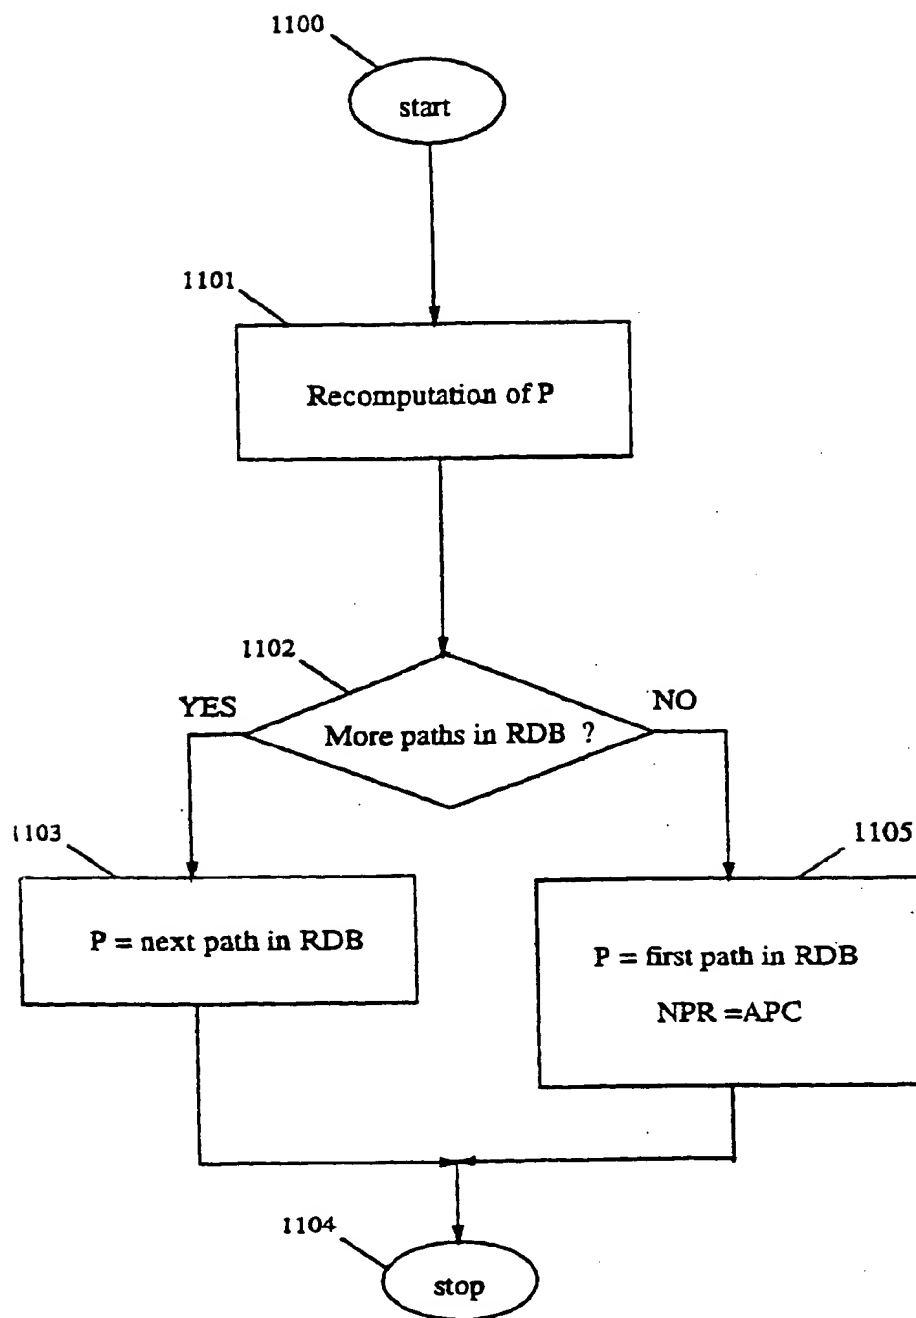 1100
start
1101
Recomputation of P
1102
YES
NO
More paths in RDB ?
1103
1105
P = next path in RDB
P = first path in RDB
NPR =APC
1104
stop